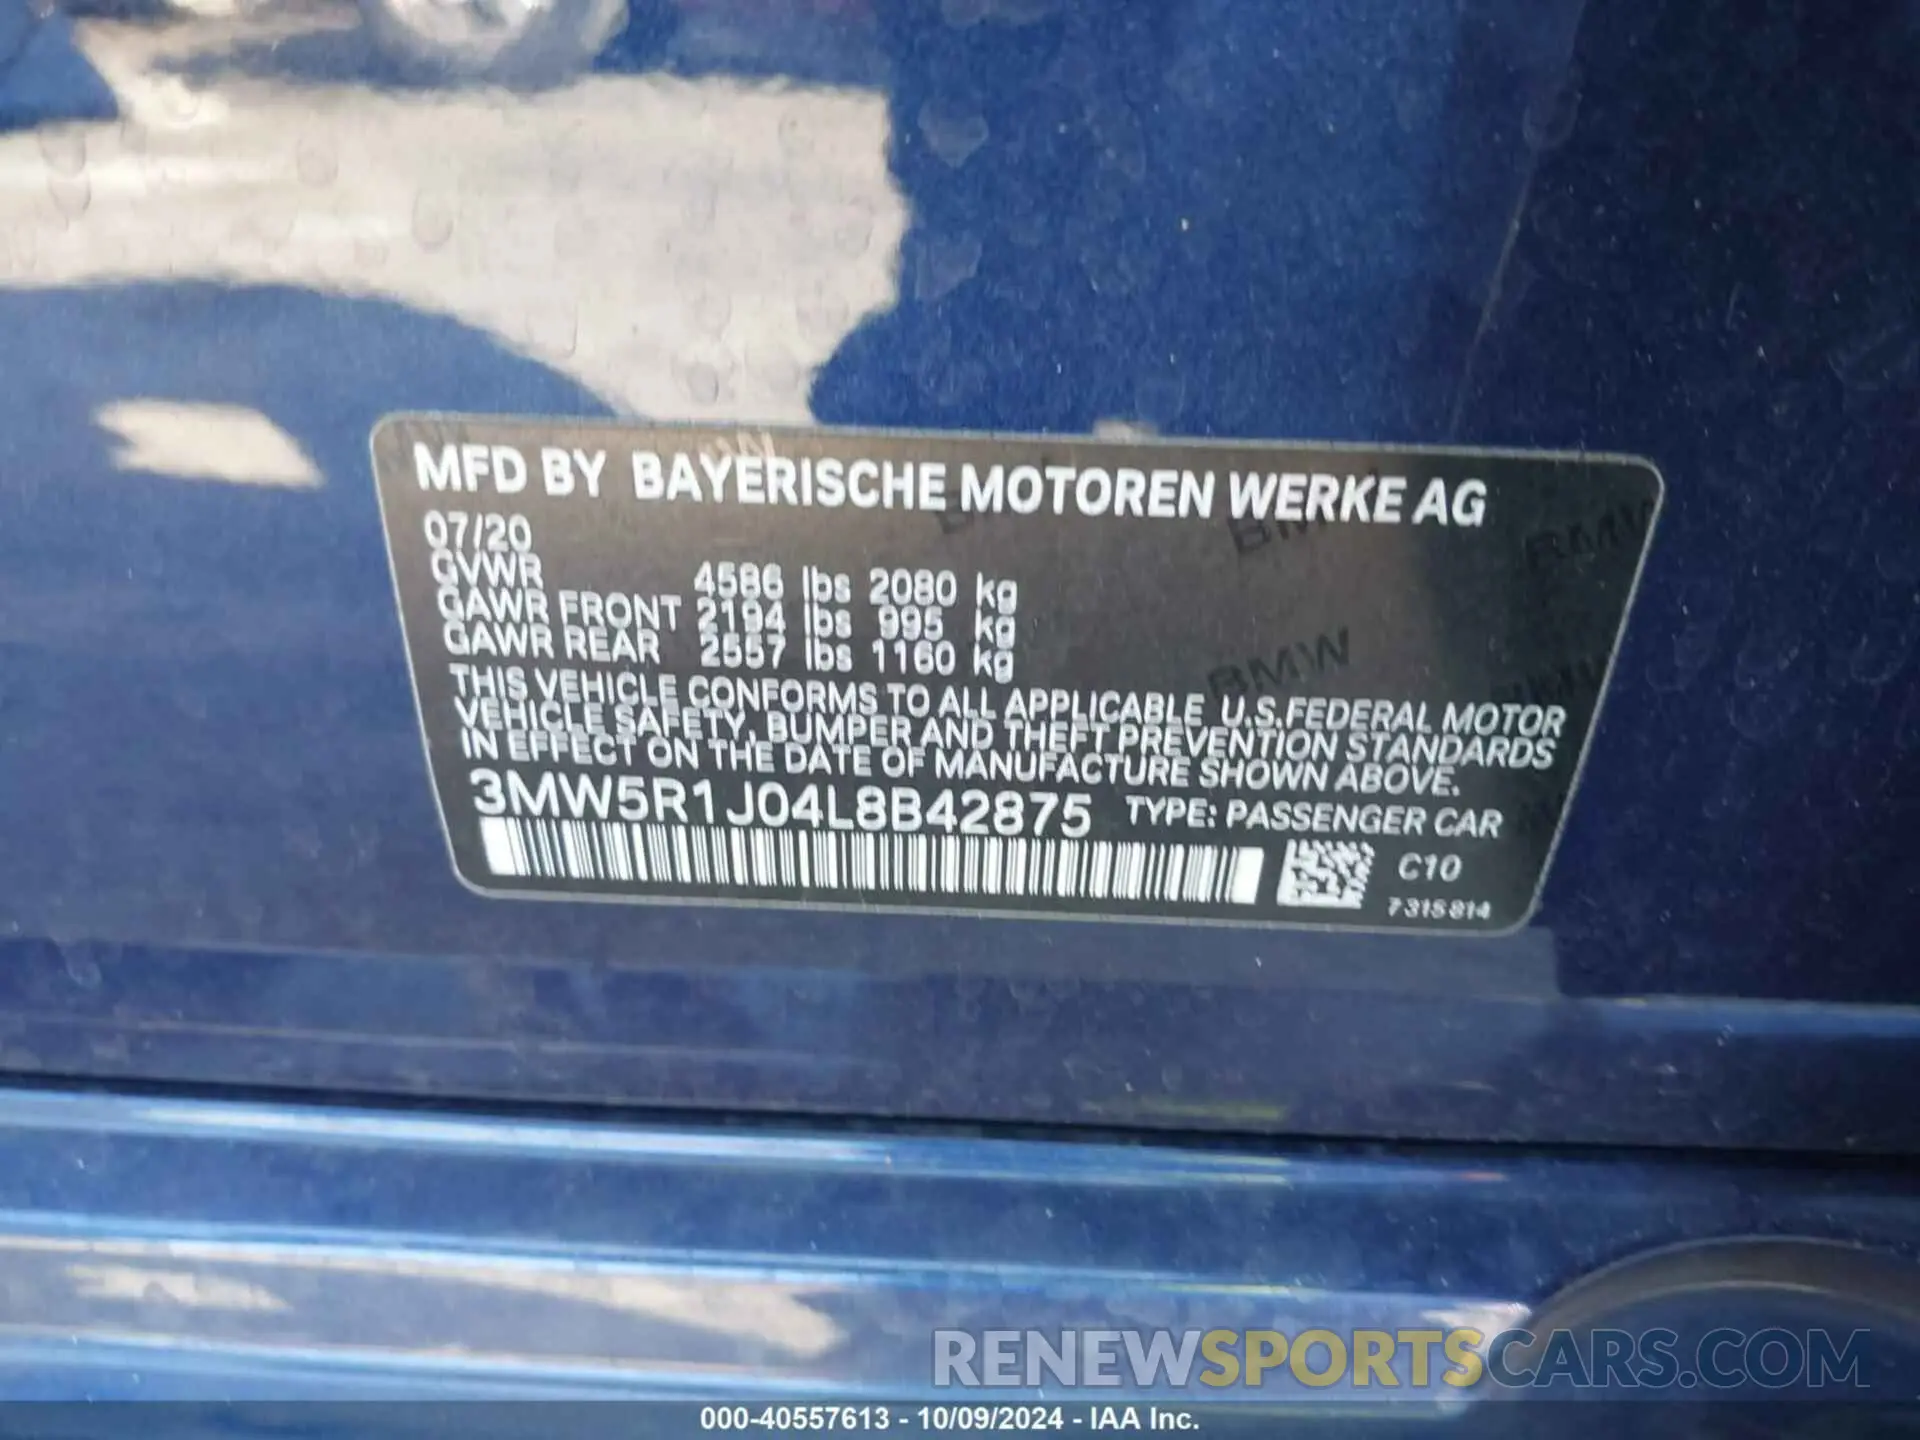 MFD BY BAYERISCHE MOTOREN WERKE AG
07/20
GVWR 4586 lbs 2080 kg
GAWR FRONT 2194 lbs 995 kg
GAWR REAR 2557 lbs 1160 kg
THIS VEHICLE CONFORMS TO ALL APPLICABLE U.S.FEDERAL MOTOR
VEHICLE SAFETY, BUMPER AND THEFT PREVENTION STANDARDS
IN EFFECT ON THE DATE OF MANUFACTURE SHOWN ABOVE.
3MW5R1J04L8B42875 TYPE: PASSENGER CAR
C10
7315814
RENEWSPORTSCARS.COM
000-40557613 - 10/09/2024 - IAA Inc.